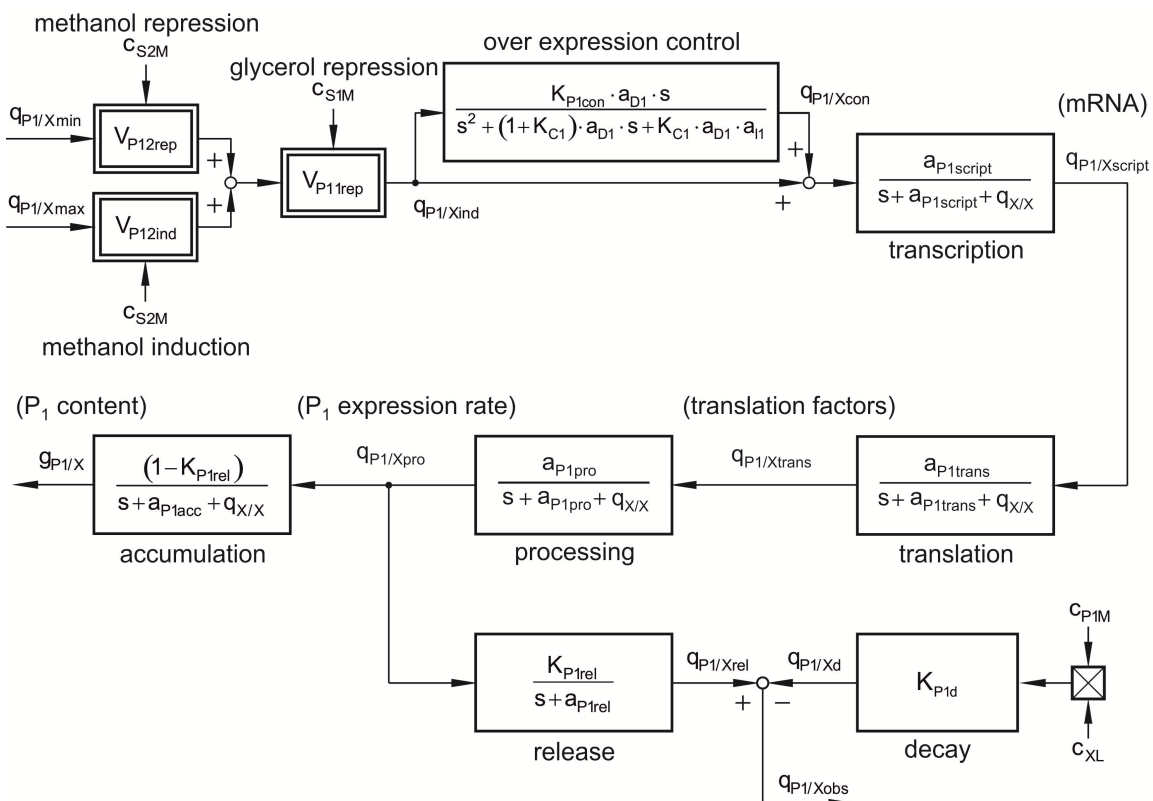 methanol repression
c_S2M
q_P1/Xmin
V_P12rep
+
q_P1/Xmax
+
V_P12ind
c_S2M
methanol induction
glycerol repression
c_S1M
V_P11rep
q_P1/Xind
over expression control
K_P1con · a_D1 · s
s² + (1+K_C1) · a_D1 · s + K_C1 · a_D1 · a_I1
q_P1/Xcon
+
+
(mRNA)
a_P1script
s + a_P1script + q_X/X
q_P1/Xscript
transcription
(P₁ content)
(P₁ expression rate)
(translation factors)
g_P1/X
(1−K_P1rel)
s + a_P1acc + q_X/X
accumulation
q_P1/Xpro
a_P1pro
s + a_P1pro + q_X/X
processing
q_P1/Xtrans
a_P1trans
s + a_P1trans + q_X/X
translation
K_P1rel
s + a_P1rel
release
q_P1/Xrel
+
q_P1/Xd
−
K_P1d
decay
c_P1M
c_XL
q_P1/Xobs